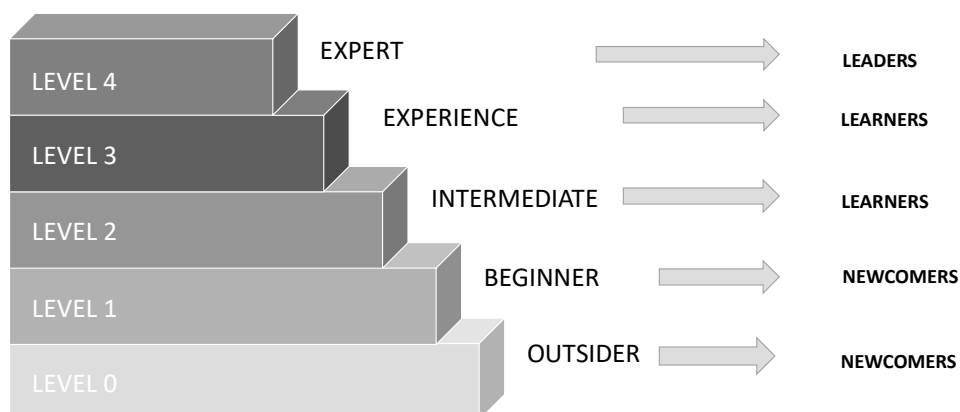 LEVEL 4 EXPERT LEADERS
LEVEL 3 EXPERIENCE LEARNERS
LEVEL 2 INTERMEDIATE LEARNERS
LEVEL 1 BEGINNER NEWCOMERS
LEVEL 0 OUTSIDER NEWCOMERS